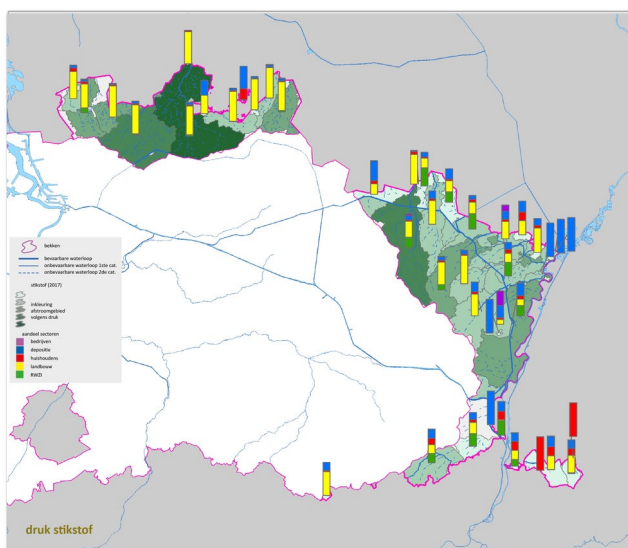 bekken
bevaarbare waterloop
onbevaarbare waterloop 1ste cat.
onbevaarbare waterloop 2de cat.
stikstof (2017)
inkleuring
afstroomgebied
volgens druk
aandeel sectoren
bedrijven
depositie
huishoudens
landbouw
RWZI
druk stikstof